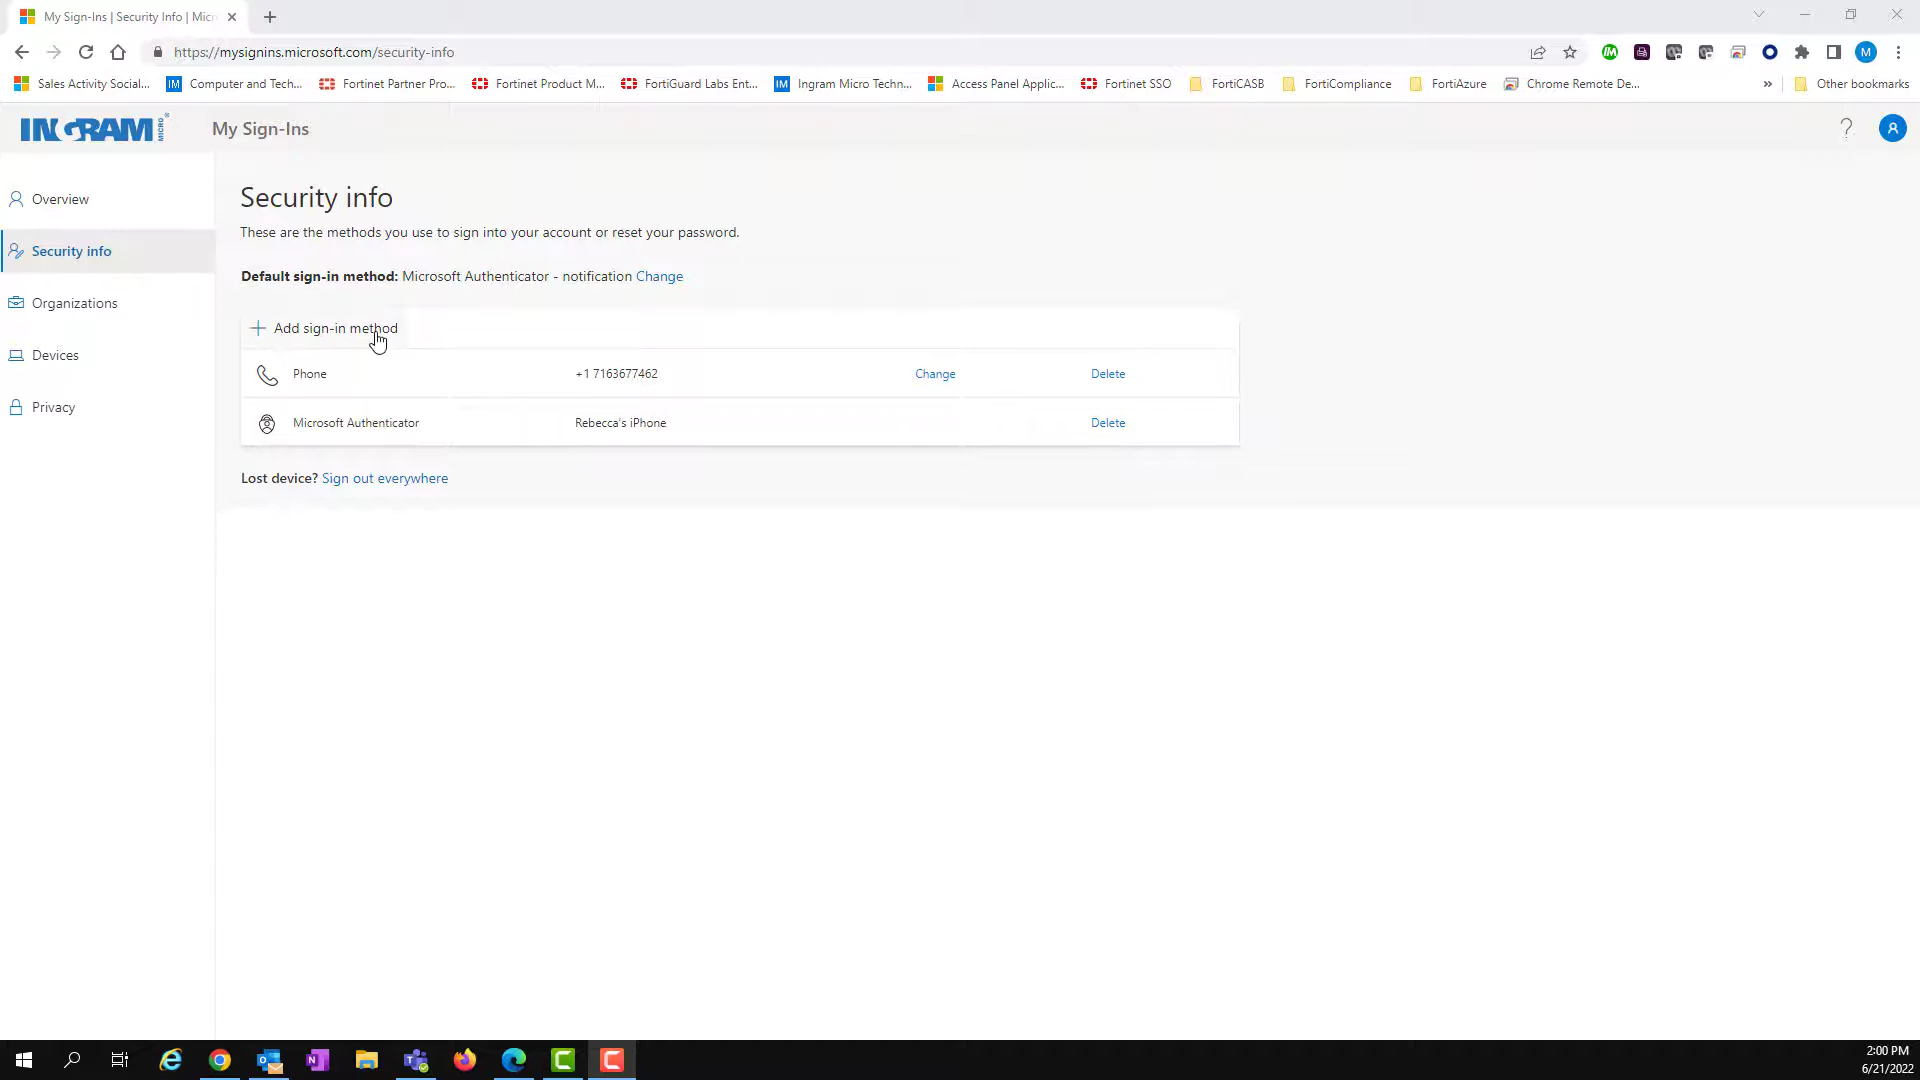 My Sign-Ins | Security Info | Micr
https://mysignins.microsoft.com/security-info
M
Sales Activity Social...
IM Computer and Tech...
Fortinet Partner Pro...
Fortinet Product M...
FortiGuard Labs Ent...
IM Ingram Micro Techn...
Access Panel Applic...
Fortinet SSO
FortiCASB
FortiCompliance
FortiAzure
Chrome Remote De...
»
Other bookmarks
INGRAM MICRO
My Sign-Ins
?
Overview
Security info
Organizations
Devices
Privacy
Security info
These are the methods you use to sign into your account or reset your password.
Default sign-in method: Microsoft Authenticator - notification Change
Add sign-in method
Phone +1 7163677462 Change Delete
Microsoft Authenticator Rebecca's iPhone Delete
Lost device? Sign out everywhere
2:00 PM
6/21/2022